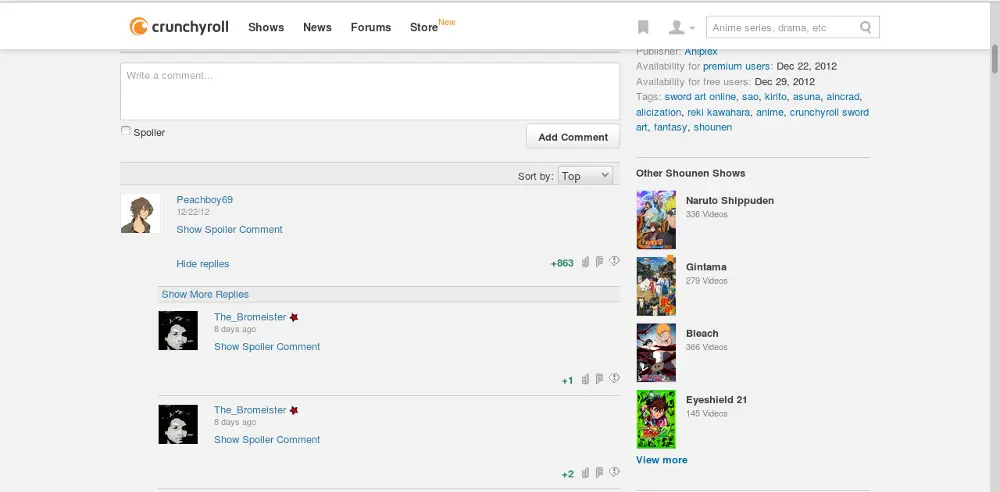 crunchyroll Shows News Forums Store New
Anime series, drama, etc
Write a comment...
Spoiler
Add Comment
Sort by: Top
Peachboy69
12/22/12
Show Spoiler Comment
Hide replies
+863
Show More Replies
The_Bromeister
8 days ago
Show Spoiler Comment
+1
The_Bromeister
8 days ago
Show Spoiler Comment
+2
Publisher: Aniplex
Availability for premium users: Dec 22, 2012
Availability for free users: Dec 29, 2012
Tags: sword art online, sao, kirito, asuna, aincrad,
alicization, reki kawahara, anime, crunchyroll sword
art, fantasy, shounen
Other Shounen Shows
Naruto Shippuden
336 Videos
Gintama
279 Videos
Bleach
366 Videos
Eyeshield 21
145 Videos
View more